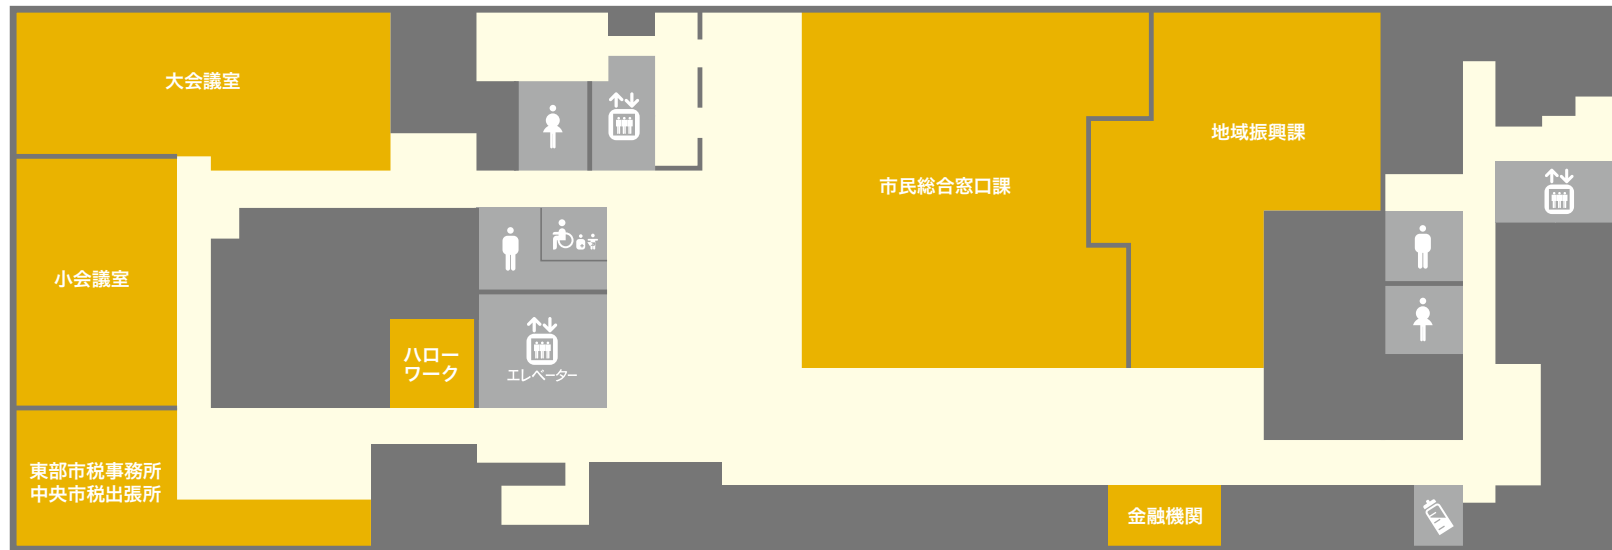 大会議室
地域振興課
市民総合窓口課
小会議室
ハロー
ワーク
エレベーター
東部市税事務所
中央市税出張所
金融機関